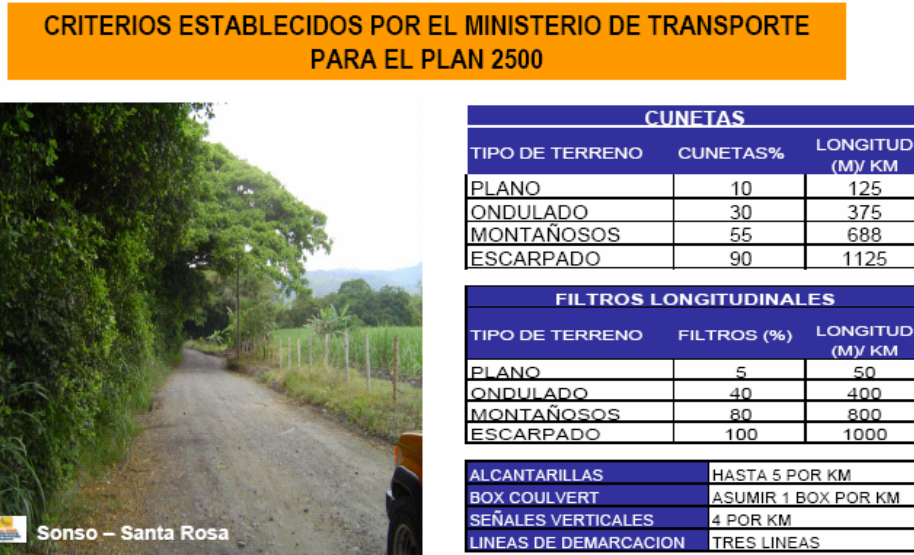 CRITERIOS ESTABLECIDOS POR EL MINISTERIO DE TRANSPORTE
PARA EL PLAN 2500
CUNETAS
TIPO DE TERRENO CUNETAS% LONGITUD (M)/ KM
PLANO 10 125
ONDULADO 30 375
MONTAÑOSOS 55 688
ESCARPADO 90 1125
FILTROS LONGITUDINALES
TIPO DE TERRENO FILTROS (%) LONGITUD (M)/ KM
PLANO 5 50
ONDULADO 40 400
MONTAÑOSOS 80 800
ESCARPADO 100 1000
ALCANTARILLAS HASTA 5 POR KM
BOX COULVERT ASUMIR 1 BOX POR KM
SEÑALES VERTICALES 4 POR KM
LINEAS DE DEMARCACION TRES LINEAS
Sonso – Santa Rosa